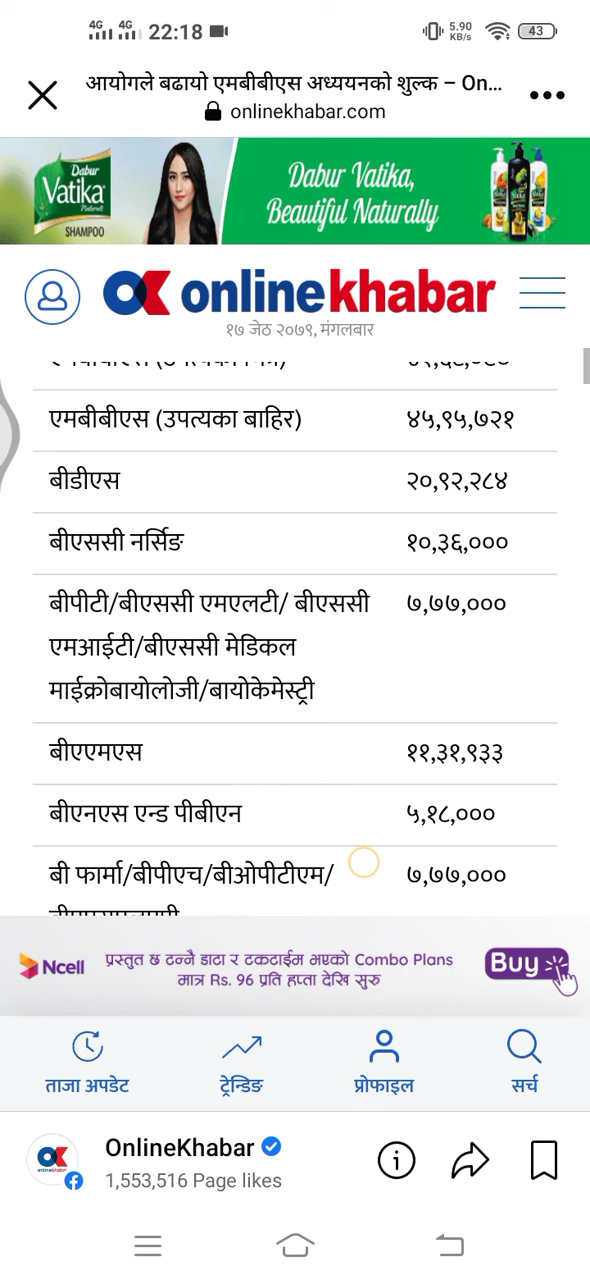 4G 4G 22:18 5.90 KB/s 43
आयोगले बढायो एमबीबीएस अध्ययनको शुल्क – On...
onlinekhabar.com
Dabur
Vatika
Naturals
SHAMPOO
Dabur Vatika,
Beautiful Naturally
onlinekhabar
१७ जेठ २०७९, मंगलबार
एमबीबीएस (उपत्यका बाहिर) ४५,९५,७२१
बीडीएस २०,९२,२८४
बीएससी नर्सिङ १०,३६,०००
बीपीटी/बीएससी एमएलटी/ बीएससी ७,७७,०००
एमआईटी/बीएससी मेडिकल
माईक्रोबायोलोजी/बायोकेमेस्ट्री
बीएएमएस ११,३१,९३३
बीएनएस एन्ड पीबीएन ५,१८,०००
बी फार्मा/बीपीएच/बीओपीटीएम/ ७,७७,०००
Ncell
प्रस्तुत छ टन्नै डाटा र टकटाईम भएको Combo Plans
मात्र Rs. 96 प्रति हप्ता देखि सुरु
Buy
ताजा अपडेट ट्रेन्डिङ प्रोफाइल सर्च
OnlineKhabar
1,553,516 Page likes